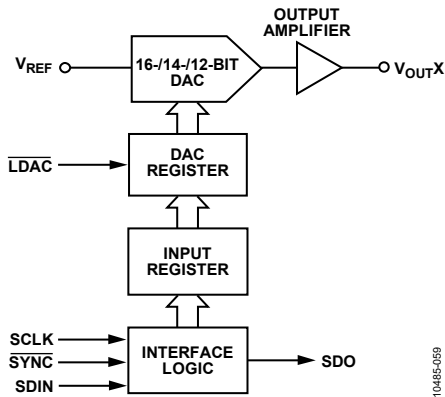 OUTPUT
AMPLIFIER
VREF
16-/14-/12-BIT
DAC
VOUTX
LDAC
DAC
REGISTER
INPUT
REGISTER
SCLK
SYNC
SDIN
INTERFACE
LOGIC
SDO
10485-059